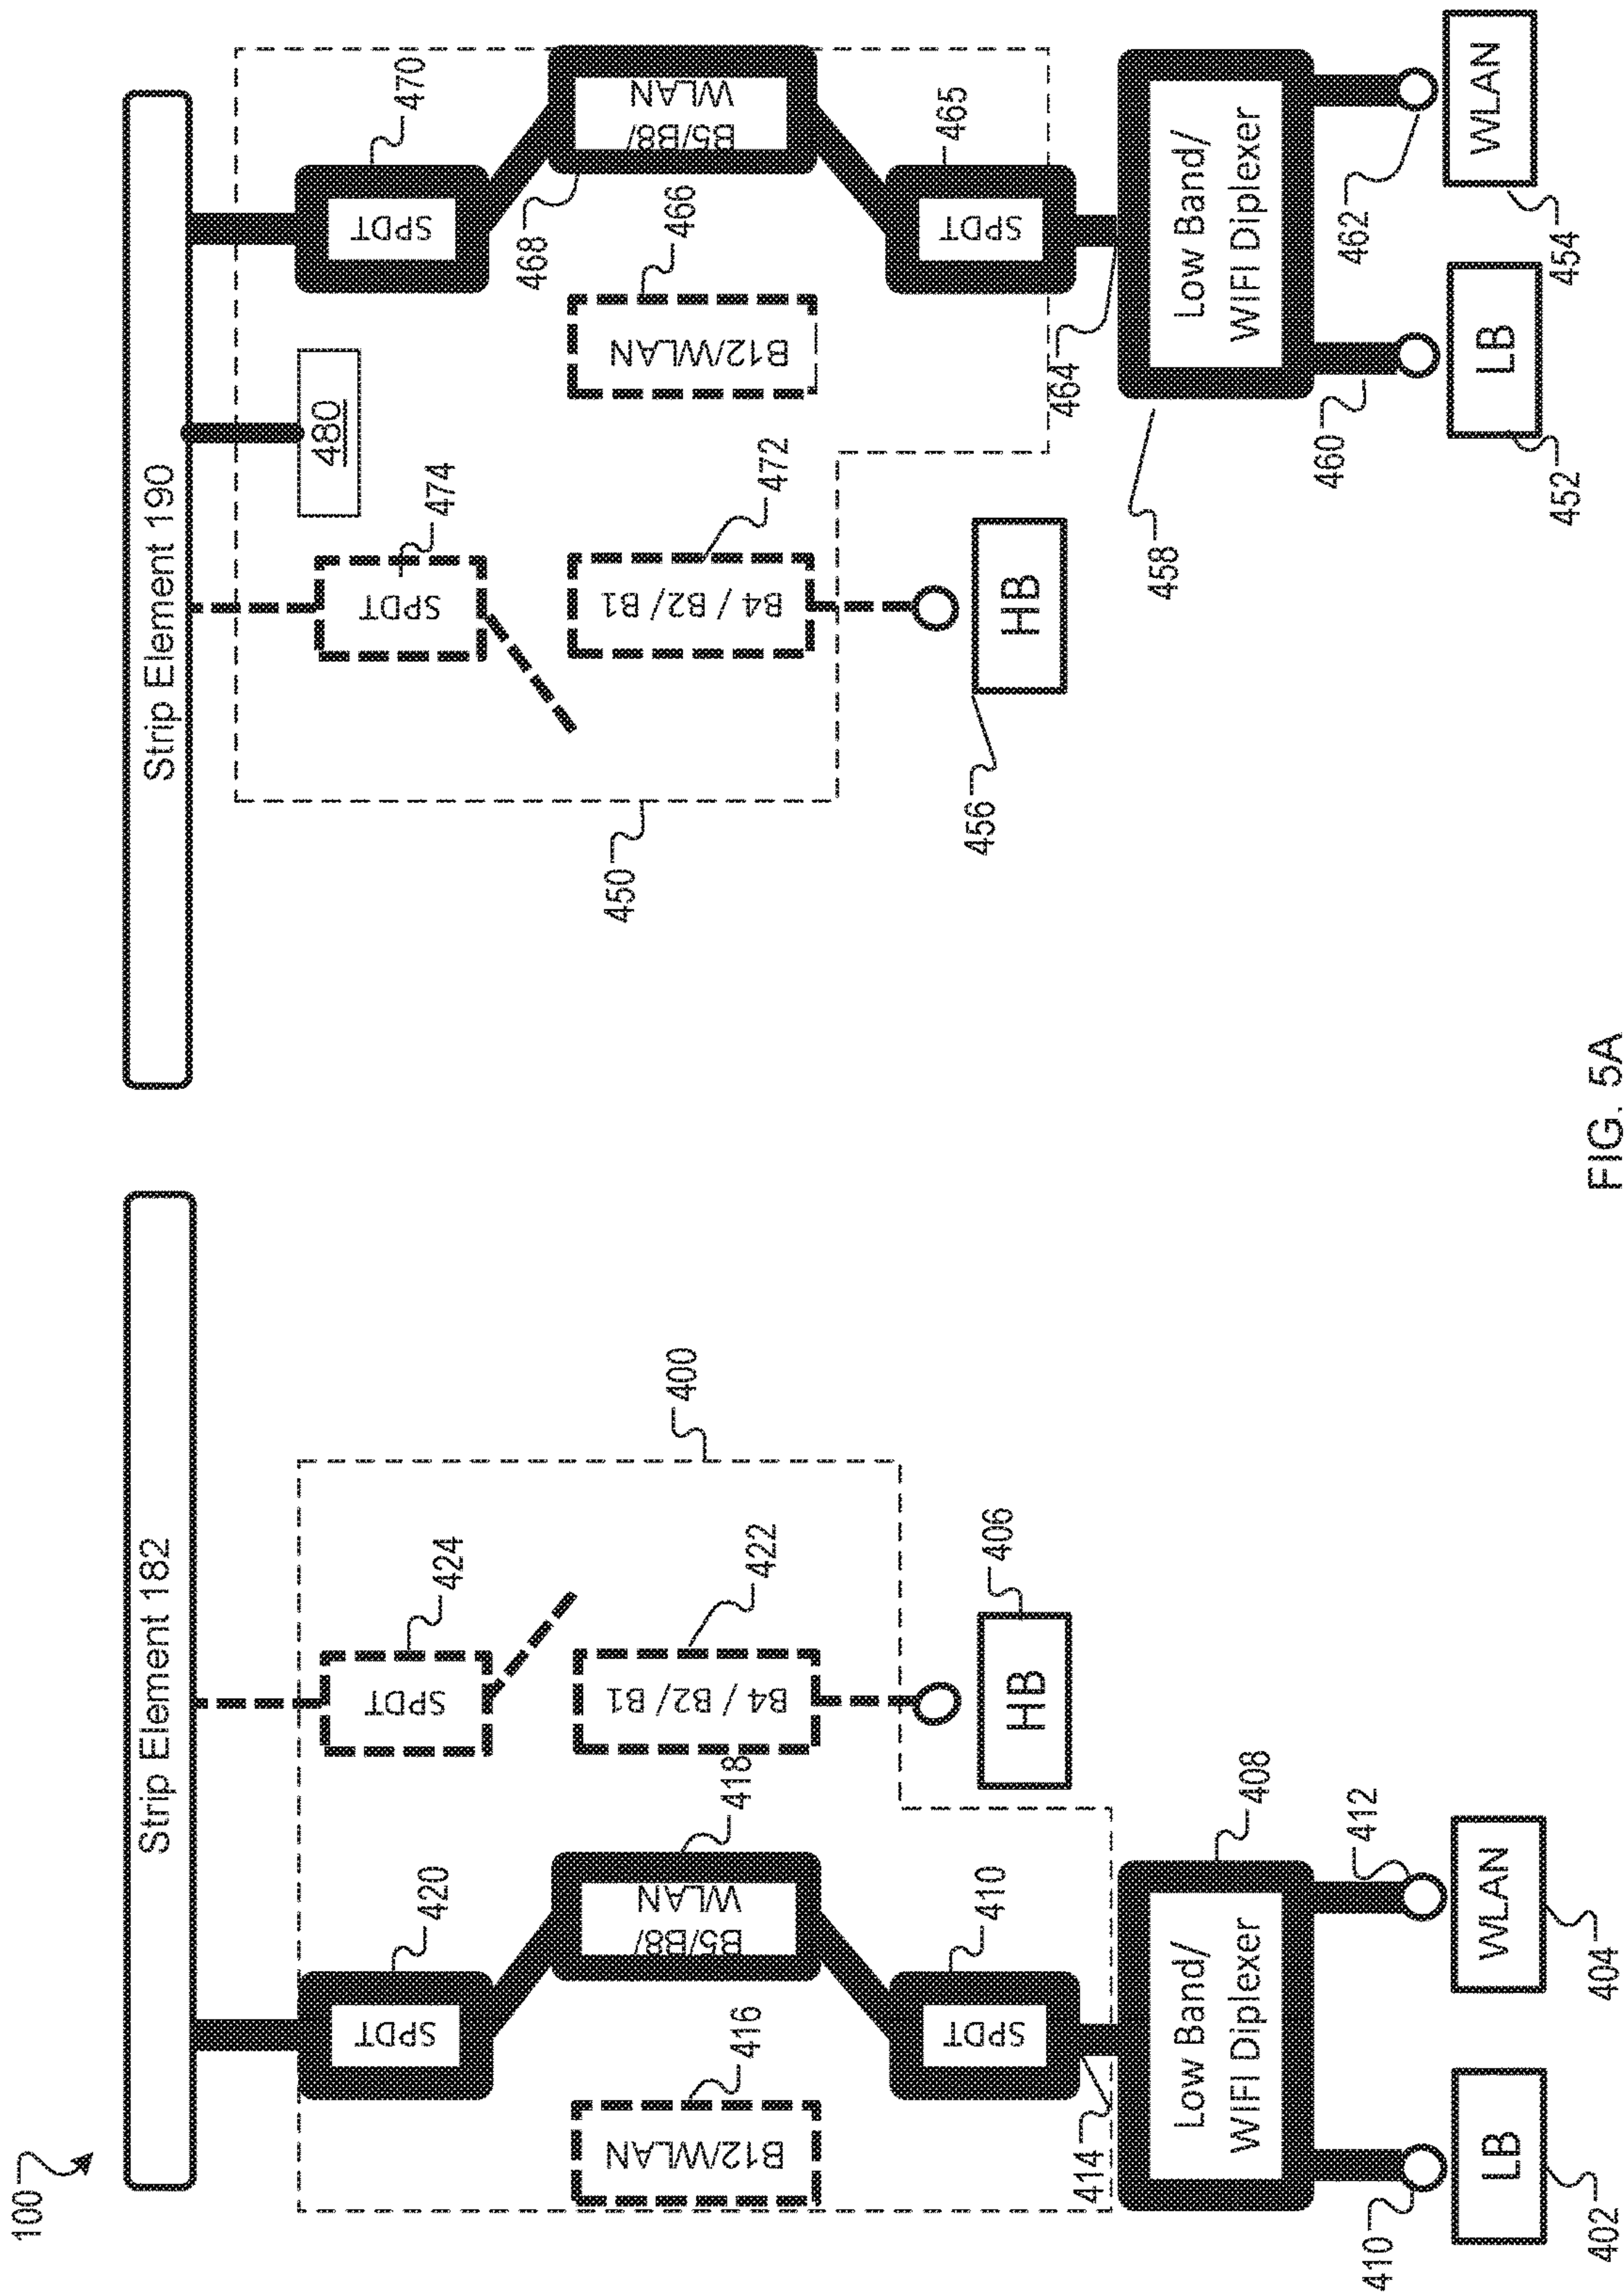 100
Strip Element 182
Strip Element 190
420
SPDT
424
SPDT
400
416
B12/WLAN
418
B5/B8/
WLAN
422
B4 / B2/ B1
410
SPDT
406
HB
414
408
Low Band/
WIFI Diplexer
410
412
402
LB
404
WLAN
450
474
SPDT
480
470
SPDT
472
B4 / B2/ B1
466
B12/WLAN
468
B5/B8/
WLAN
465
SPDT
456
HB
464
458
Low Band/
WIFI Diplexer
460
462
452
LB
454
WLAN
FIG. 5A